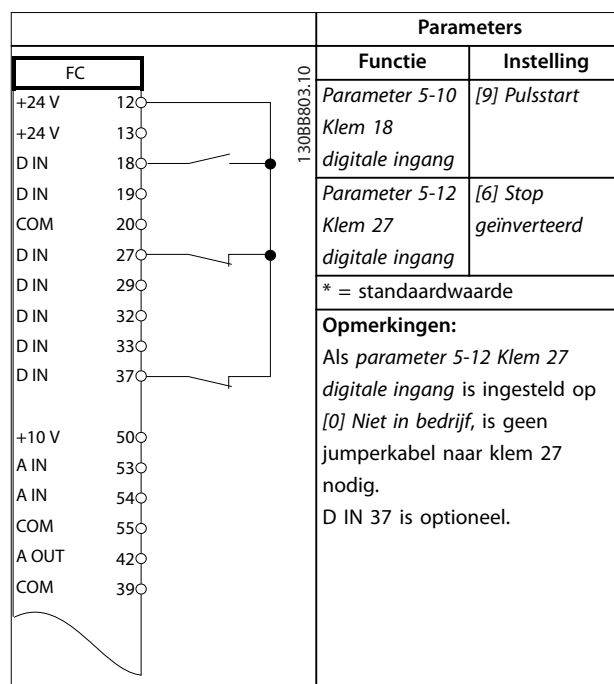 Parameters
Functie Instelling
FC
+24 V 12
+24 V 13
D IN 18
D IN 19
COM 20
D IN 27
D IN 29
D IN 32
D IN 33
D IN 37
+10 V 50
A IN 53
A IN 54
COM 55
A OUT 42
COM 39
130BB803.10
Parameter 5-10 [9] Pulsstart
Klem 18
digitale ingang
Parameter 5-12 [6] Stop
Klem 27 geïnverteerd
digitale ingang
* = standaardwaarde
Opmerkingen:
Als parameter 5-12 Klem 27
digitale ingang is ingesteld op
[0] Niet in bedrijf, is geen
jumperkabel naar klem 27
nodig.
D IN 37 is optioneel.